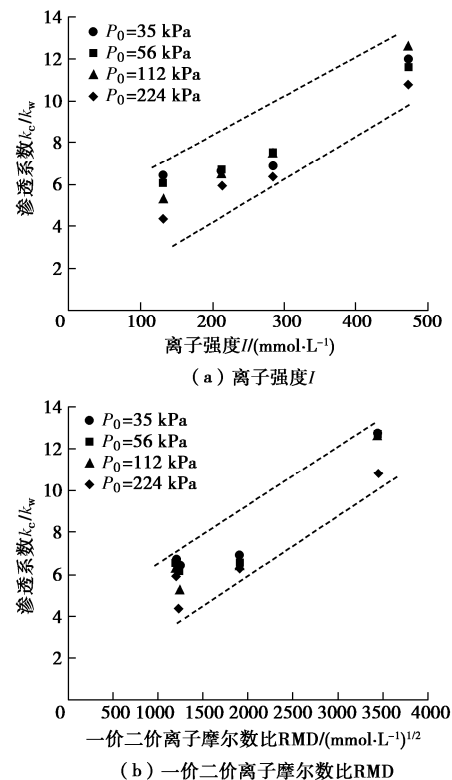 14
12
10
8
6
4
2
0
渗透系数kc/kw
● P0=35 kPa
■ P0=56 kPa
▲ P0=112 kPa
◆ P0=224 kPa
100 200 300 400 500
离子强度I/(mmol·L⁻¹)
(a) 离子强度I
14
12
10
8
6
4
2
0
渗透系数kc/kw
● P0=35 kPa
■ P0=56 kPa
▲ P0=112 kPa
◆ P0=224 kPa
500 1000 1500 2000 2500 3000 3500 4000
一价二价离子摩尔数比RMD/(mmol·L⁻¹)¹/²
(b) 一价二价离子摩尔数比RMD